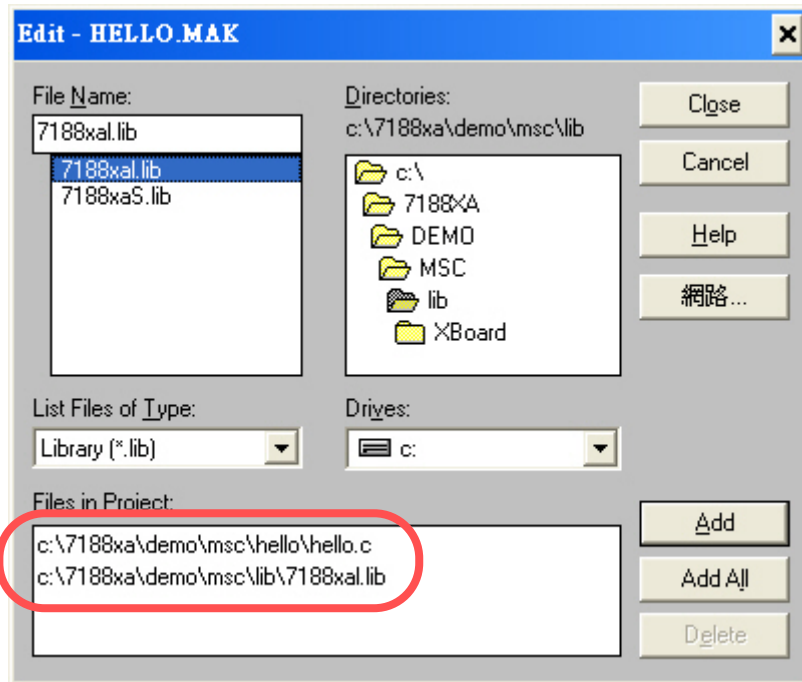 Edit - HELLO.MAK
File Name:
7188xal.lib
7188xal.lib
7188xaS.lib
Directories:
c:\7188xa\demo\msc\lib
c:\
7188XA
DEMO
MSC
lib
XBoard
Close
Cancel
Help
網路...
List Files of Type:
Library (*.lib)
Drives:
c:
Files in Project:
c:\7188xa\demo\msc\hello\hello.c
c:\7188xa\demo\msc\lib\7188xal.lib
Add
Add All
Delete